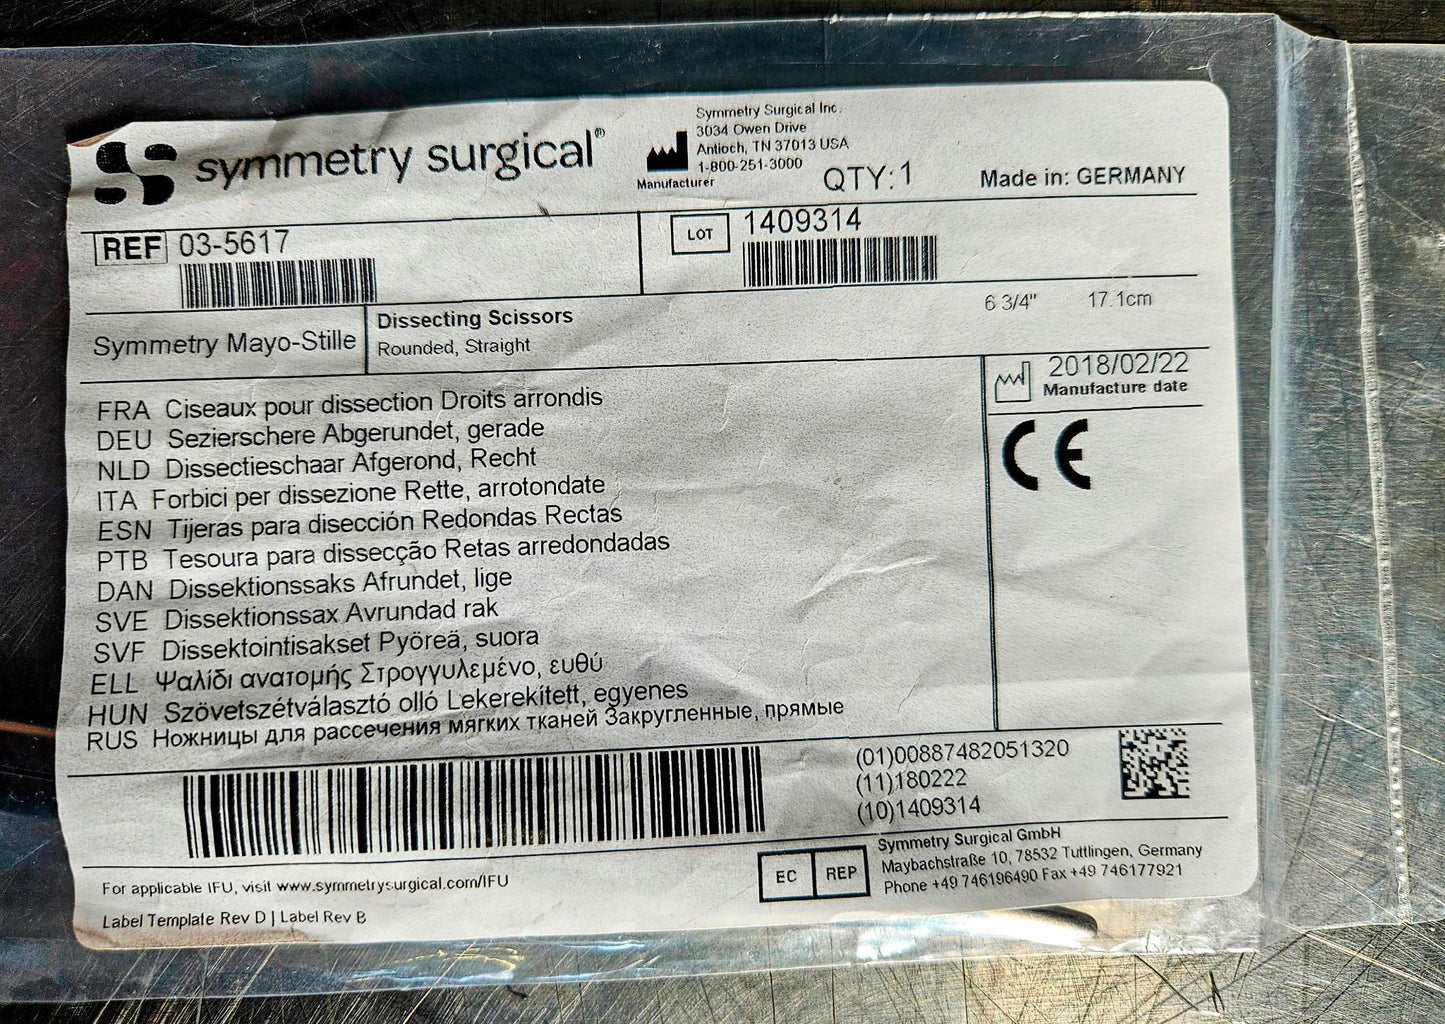 symmetry surgical®
Symmetry Surgical Inc.
3034 Owen Drive
Antioch, TN 37013 USA
1-800-251-3000
Manufacturer
QTY:1
Made in: GERMANY
REF 03-5617
LOT 1409314
Symmetry Mayo-Stille
Dissecting Scissors
Rounded, Straight
6 3/4" 17.1cm
2018/02/22
Manufacture date
CE
FRA Ciseaux pour dissection Droits arrondis
DEU Sezierschere Abgerundet, gerade
NLD Dissectieschaar Afgerond, Recht
ITA Forbici per dissezione Rette, arrotondate
ESN Tijeras para disección Redondas Rectas
PTB Tesoura para dissecção Retas arredondadas
DAN Dissektionssaks Afrundet, lige
SVE Dissektionssax Avrundad rak
SVF Dissektointisakset Pyöreä, suora
ELL Ψαλίδι ανατομής Στρογγυλεμένο, ευθύ
HUN Szövetszétválasztó olló Lekerekített, egyenes
RUS Ножницы для рассечения мягких тканей Закругленные, прямые
(01)00887482051320
(11)180222
(10)1409314
For applicable IFU, visit www.symmetrysurgical.com/IFU
Label Template Rev D | Label Rev B
EC REP
Symmetry Surgical GmbH
Maybachstraße 10, 78532 Tuttlingen, Germany
Phone +49 746196490 Fax +49 746177921